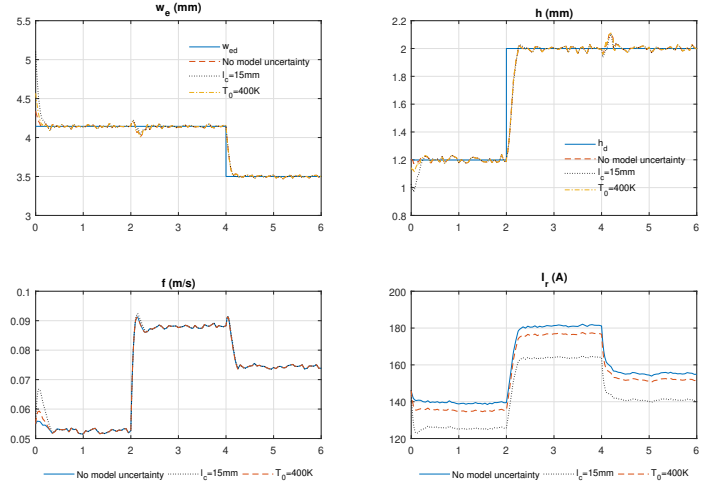 w_e (mm)
5.5
5
4.5
4
3.5
3
0 1 2 3 4 5 6
w_ed
No model uncertainty
l_c=15mm
T_0=400K
h (mm)
2.2
2
1.8
1.6
1.4
1.2
1
0.8
0 1 2 3 4 5 6
h_d
No model uncertainty
l_c=15mm
T_0=400K
f (m/s)
0.1
0.09
0.08
0.07
0.06
0.05
0 1 2 3 4 5 6
No model uncertainty l_c=15mm T_0=400K
I_r (A)
200
180
160
140
120
0 1 2 3 4 5 6
No model uncertainty l_c=15mm T_0=400K